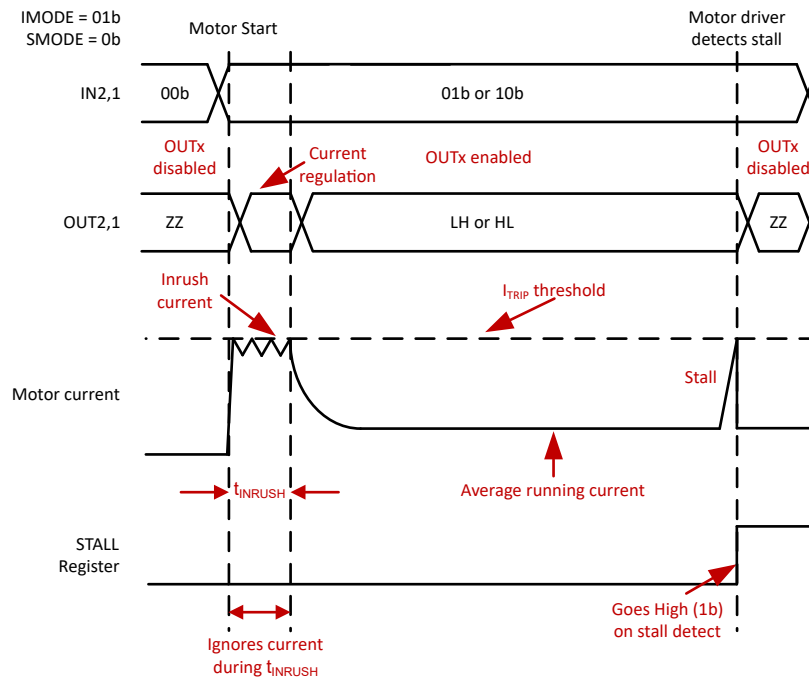 IMODE = 01b
SMODE = 0b
Motor Start
Motor driver
detects stall
IN2,1
00b
01b or 10b
OUTx
disabled
Current
regulation
OUTx enabled
OUTx
disabled
OUT2,1
ZZ
LH or HL
ZZ
Inrush
current
ITRIP threshold
Motor current
Stall
tINRUSH
Average running current
STALL
Register
Goes High (1b)
on stall detect
Ignores current
during tINRUSH